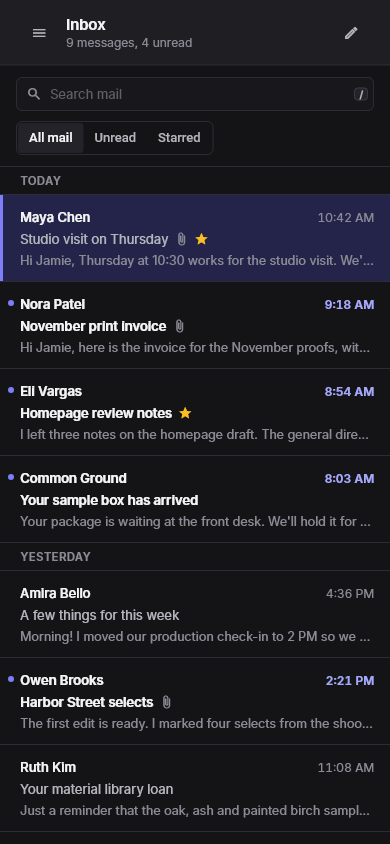 Inbox
9 messages, 4 unread
Search mail /
All mail Unread Starred
TODAY
Maya Chen 10:42 AM
Studio visit on Thursday
Hi Jamie, Thursday at 10:30 works for the studio visit. We'...
Nora Patel 9:18 AM
November print invoice
Hi Jamie, here is the invoice for the November proofs, wit...
Eli Vargas 8:54 AM
Homepage review notes
I left three notes on the homepage draft. The general dire...
Common Ground 8:03 AM
Your sample box has arrived
Your package is waiting at the front desk. We'll hold it for ...
YESTERDAY
Amira Bello 4:36 PM
A few things for this week
Morning! I moved our production check-in to 2 PM so we ...
Owen Brooks 2:21 PM
Harbor Street selects
The first edit is ready. I marked four selects from the shoo...
Ruth Kim 11:08 AM
Your material library loan
Just a reminder that the oak, ash and painted birch sampl...